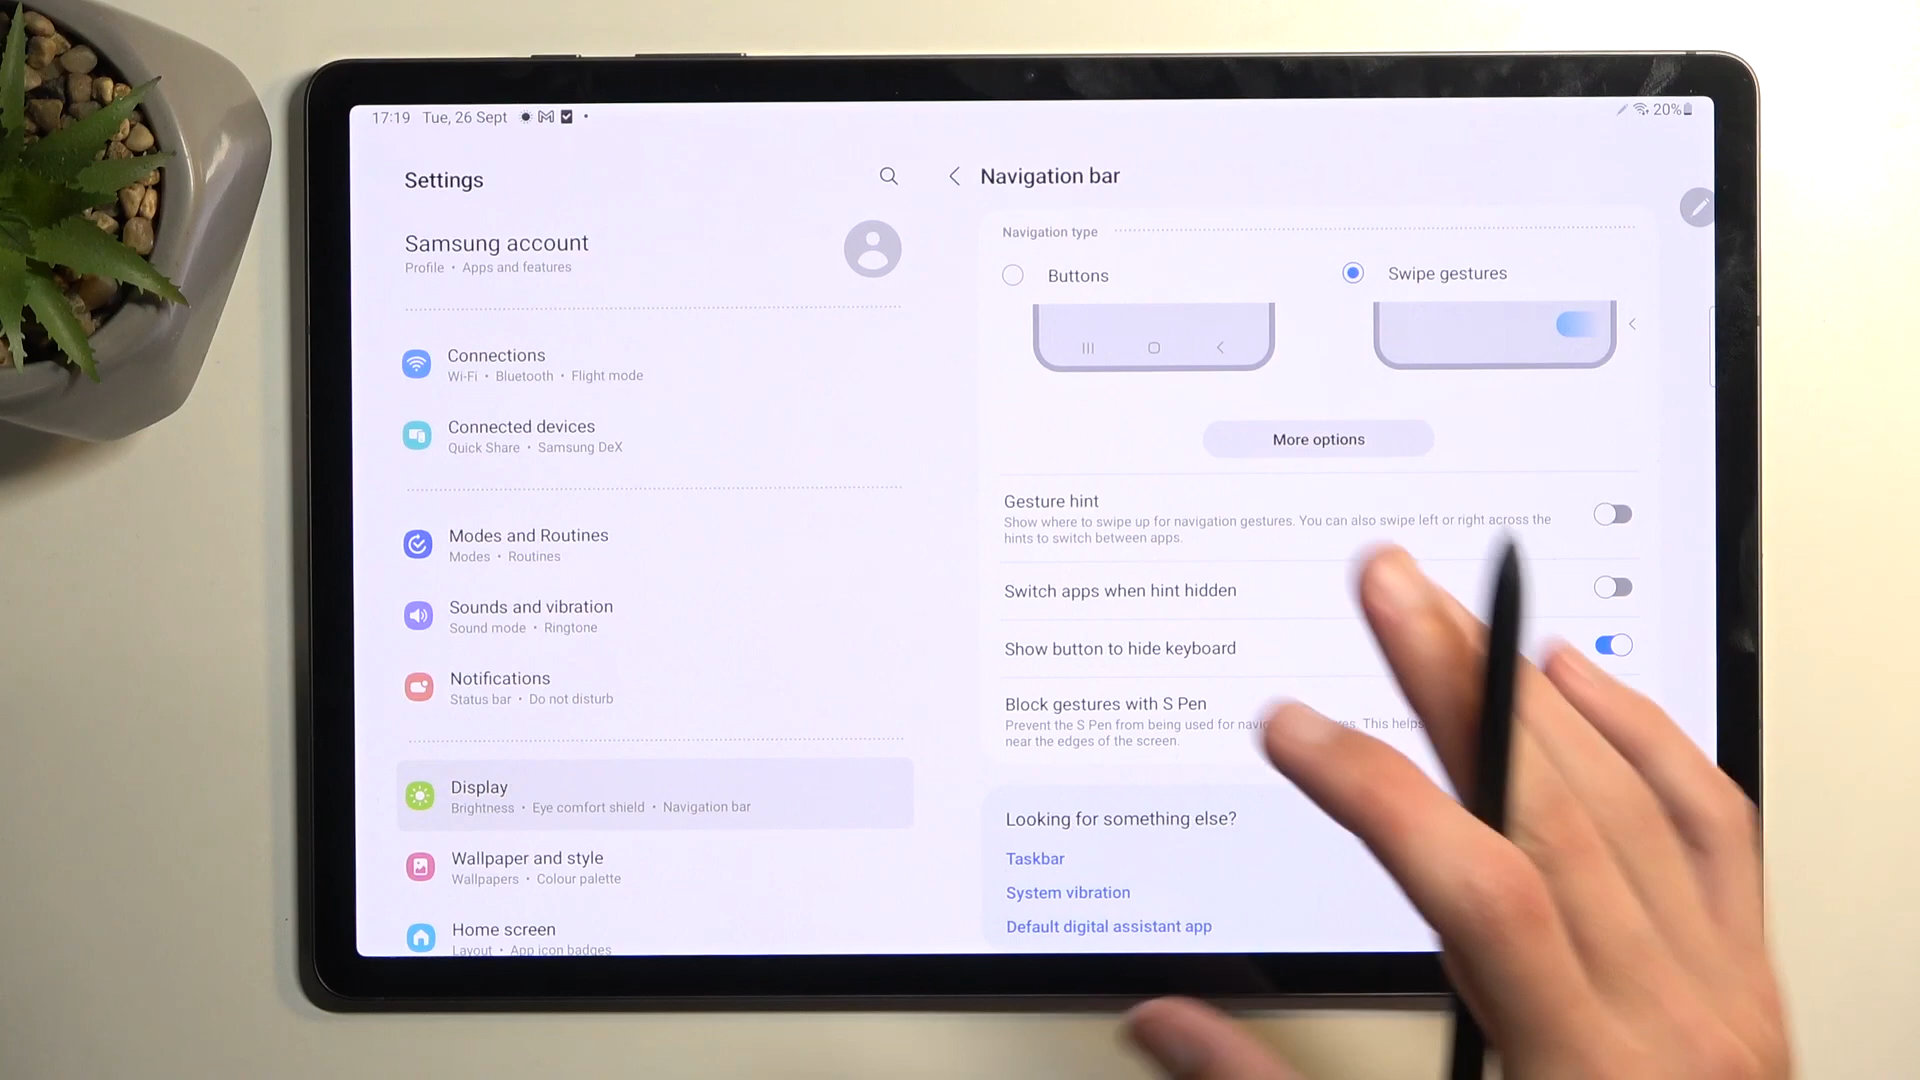 17:19 Tue, 26 Sept
20%
Settings
Samsung account
Profile • Apps and features
Connections
Wi-Fi • Bluetooth • Flight mode
Connected devices
Quick Share • Samsung DeX
Modes and Routines
Modes • Routines
Sounds and vibration
Sound mode • Ringtone
Notifications
Status bar • Do not disturb
Display
Brightness • Eye comfort shield • Navigation bar
Wallpaper and style
Wallpapers • Colour palette
Home screen
Layout • App icon badges
Navigation bar
Navigation type
Buttons
Swipe gestures
More options
Gesture hint
Show where to swipe up for navigation gestures. You can also swipe left or right across the
hints to switch between apps.
Switch apps when hint hidden
Show button to hide keyboard
Block gestures with S Pen
Prevent the S Pen from being used for This helps
near the edges of the screen.
Looking for something else?
Taskbar
System vibration
Default digital assistant app